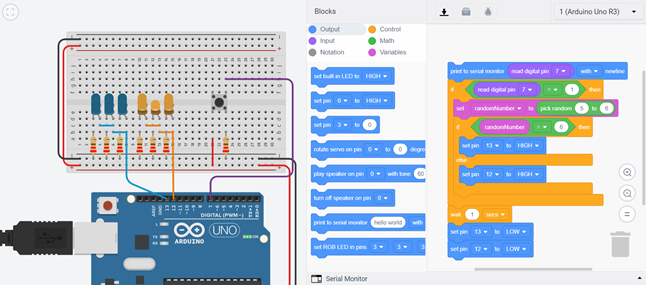 Blocks
1 (Arduino Uno R3)
Output
Control
Input
Math
Notation
Variables
set built-in LED to HIGH
set pin 0 to HIGH
set pin 3 to 0
rotate servo on pin 0 to 0 degree
play speaker on pin 0 with tone 60
turn off speaker on pin 0
print to serial monitor hello world with
set RGB LED in pins 3 3 3
Serial Monitor
print to serial monitor read digital pin 7 with newline
if read digital pin 7 = 1 then
set randomNumber to pick random 5 to 6
if randomNumber = 6 then
set pin 13 to HIGH
else
set pin 12 to HIGH
wait 1 secs
set pin 13 to LOW
set pin 12 to LOW
DIGITAL (PWM~)
UNO
ARDUINO
TX
RX
ON